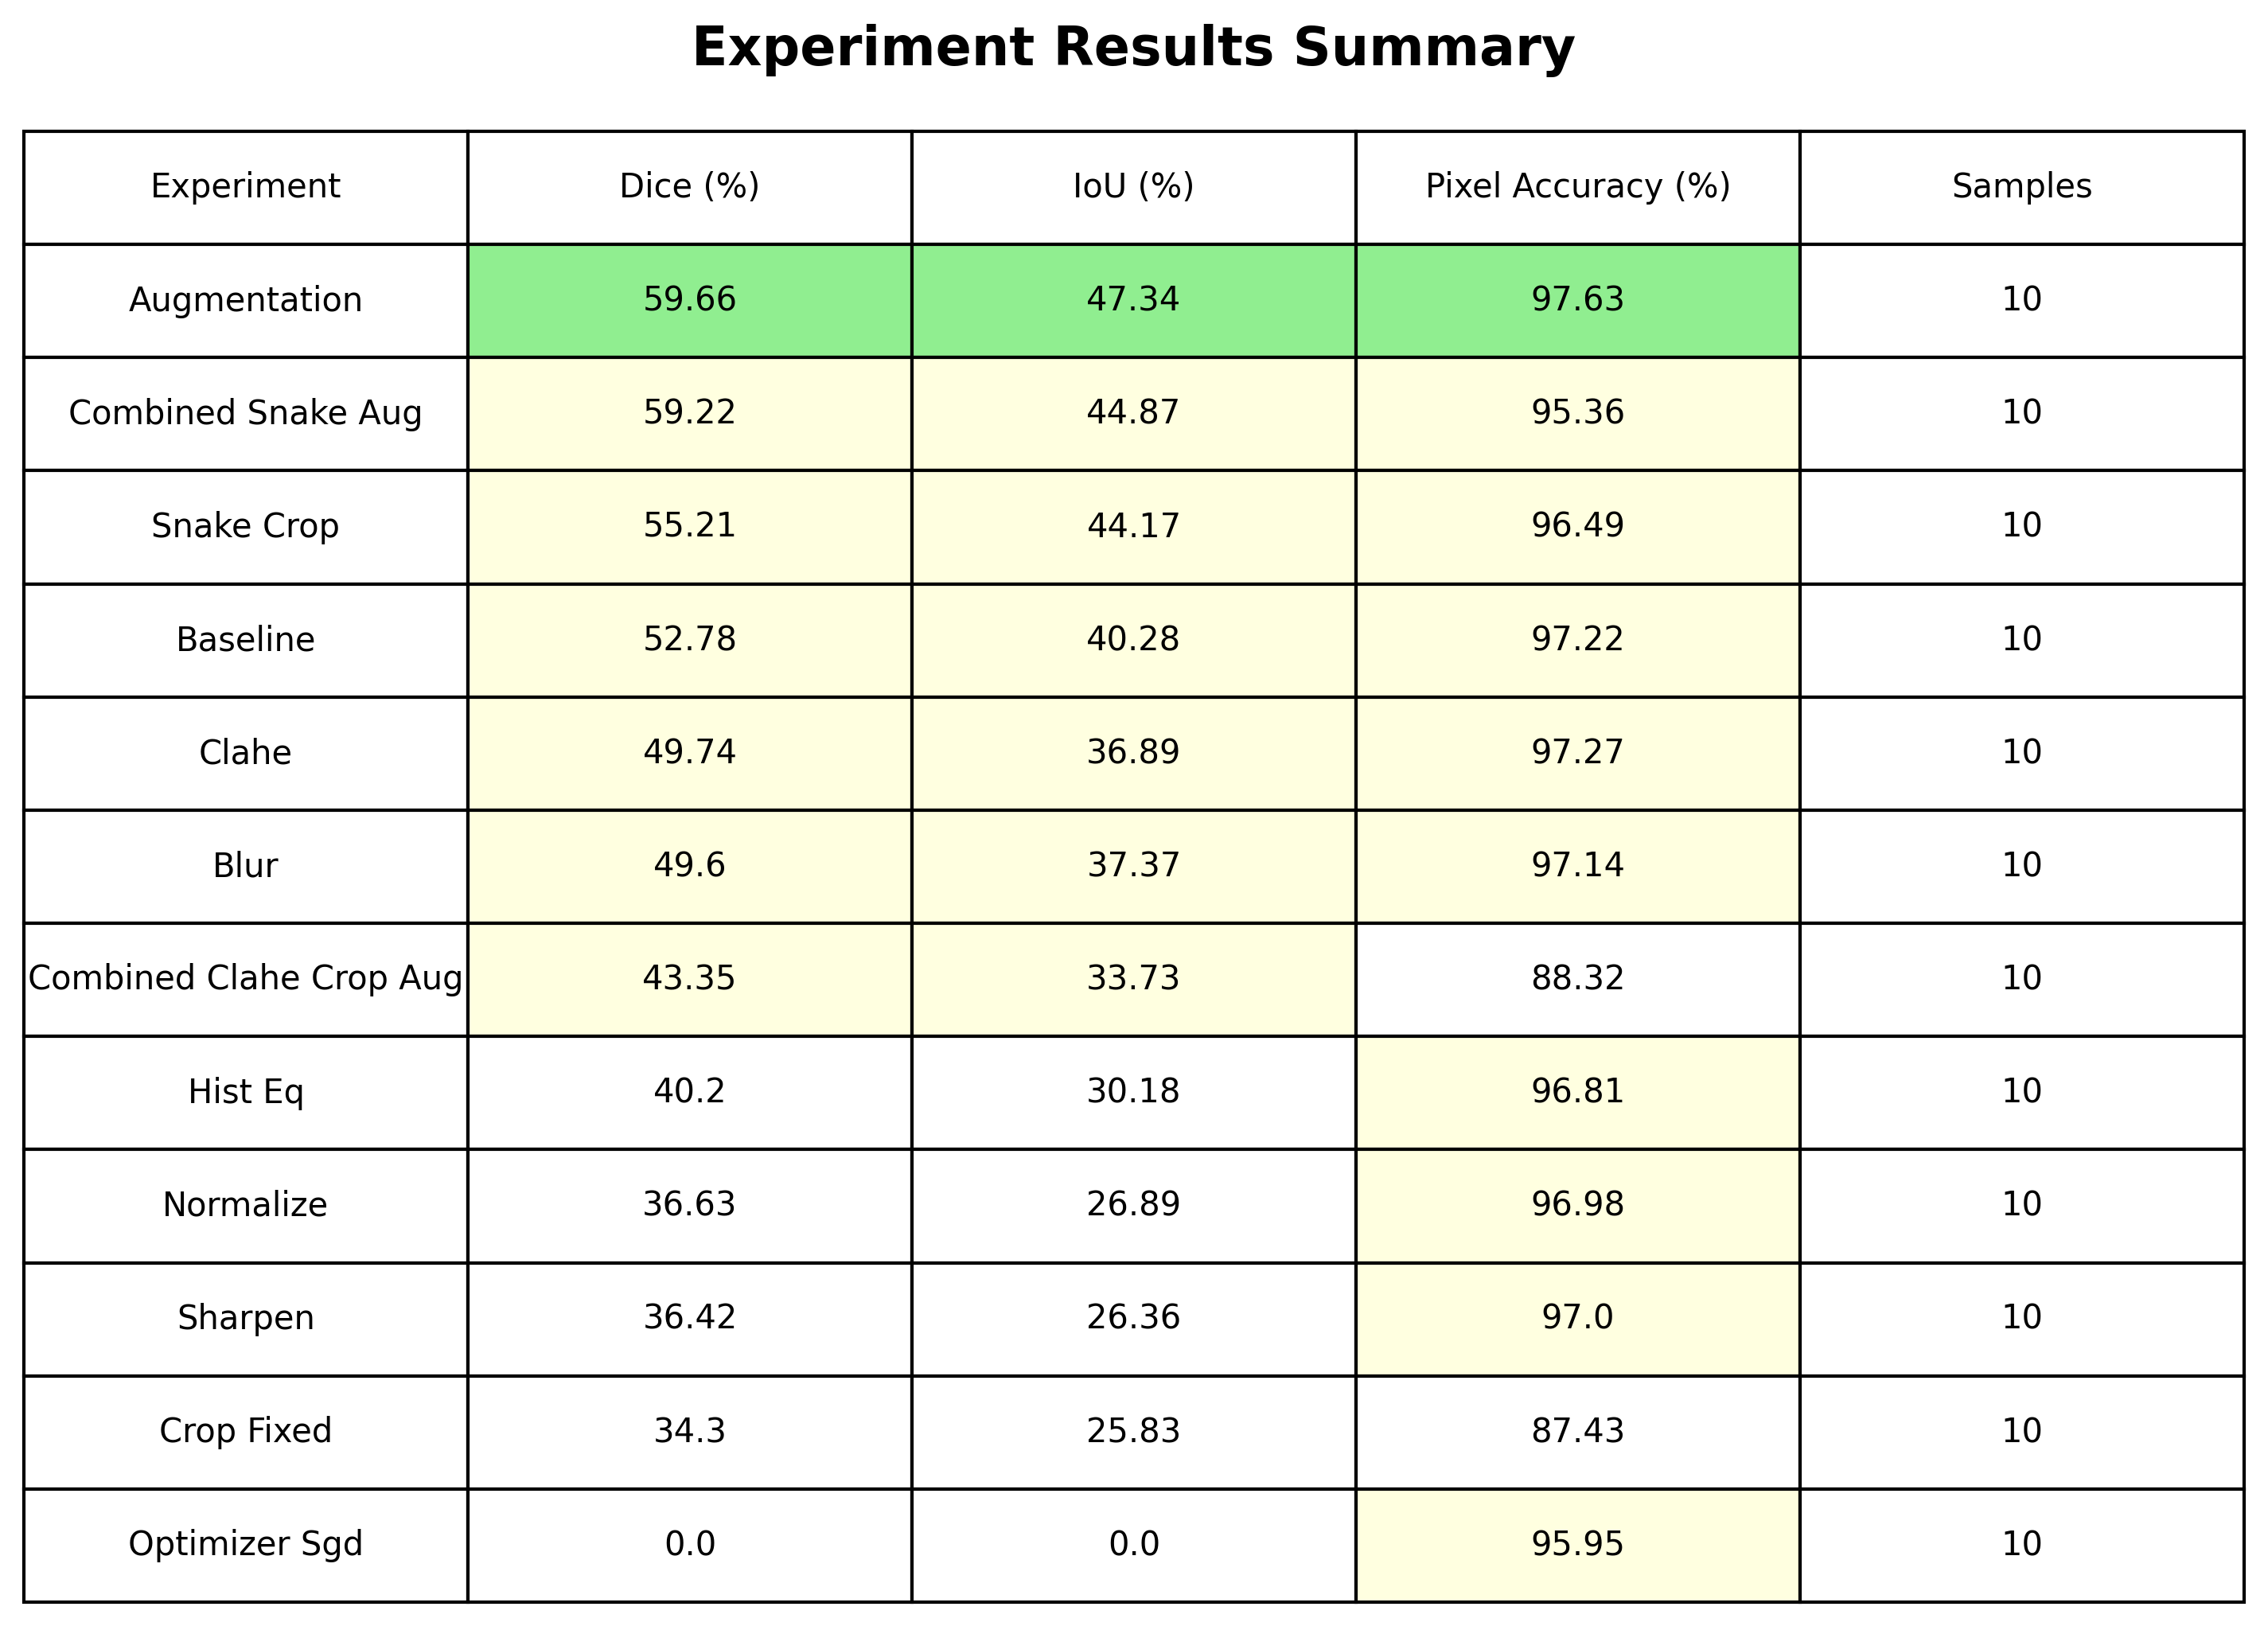 Experiment Results Summary
Experiment Dice (%) IoU (%) Pixel Accuracy (%) Samples
Augmentation 59.66 47.34 97.63 10
Combined Snake Aug 59.22 44.87 95.36 10
Snake Crop 55.21 44.17 96.49 10
Baseline 52.78 40.28 97.22 10
Clahe 49.74 36.89 97.27 10
Blur 49.6 37.37 97.14 10
Combined Clahe Crop Aug 43.35 33.73 88.32 10
Hist Eq 40.2 30.18 96.81 10
Normalize 36.63 26.89 96.98 10
Sharpen 36.42 26.36 97.0 10
Crop Fixed 34.3 25.83 87.43 10
Optimizer Sgd 0.0 0.0 95.95 10